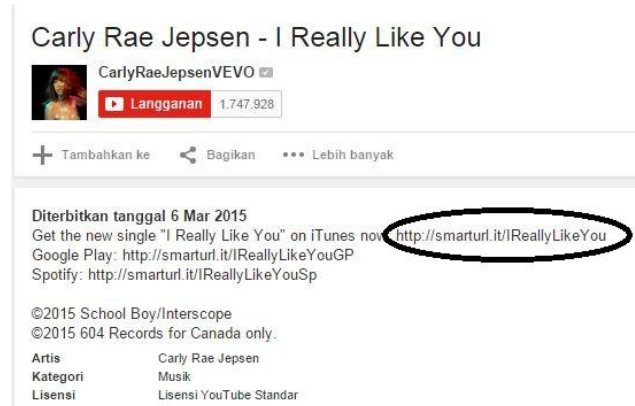 Carly Rae Jepsen - I Really Like You
CarlyRaeJepsenVEVO
Langganan 1.747.928
Tambahkan ke Bagikan Lebih banyak
Diterbitkan tanggal 6 Mar 2015
Get the new single "I Really Like You" on iTunes now http://smarturl.it/IReallyLikeYou
Google Play: http://smarturl.it/IReallyLikeYouGP
Spotify: http://smarturl.it/IReallyLikeYouSp
©2015 School Boy/Interscope
©2015 604 Records for Canada only.
Artis Carly Rae Jepsen
Kategori Musik
Lisensi Lisensi YouTube Standar